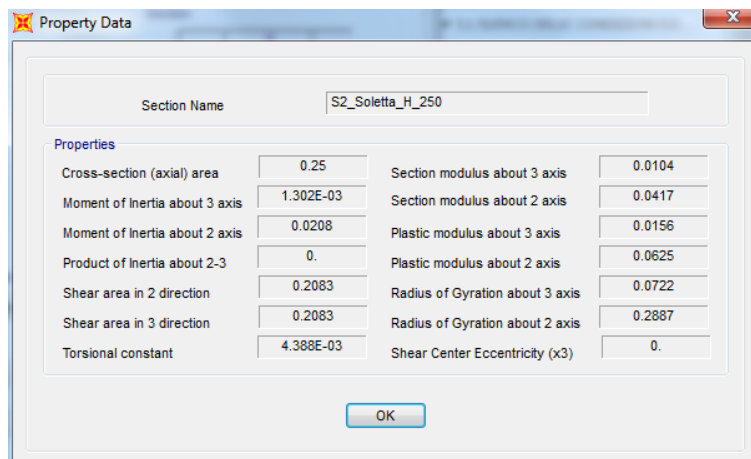 Property Data
Section Name S2_Soletta_H_250
Properties
Cross-section (axial) area 0.25 Section modulus about 3 axis 0.0104
Moment of Inertia about 3 axis 1.302E-03 Section modulus about 2 axis 0.0417
Moment of Inertia about 2 axis 0.0208 Plastic modulus about 3 axis 0.0156
Product of Inertia about 2-3 0. Plastic modulus about 2 axis 0.0625
Shear area in 2 direction 0.2083 Radius of Gyration about 3 axis 0.0722
Shear area in 3 direction 0.2083 Radius of Gyration about 2 axis 0.2887
Torsional constant 4.388E-03 Shear Center Eccentricity (x3) 0.
OK